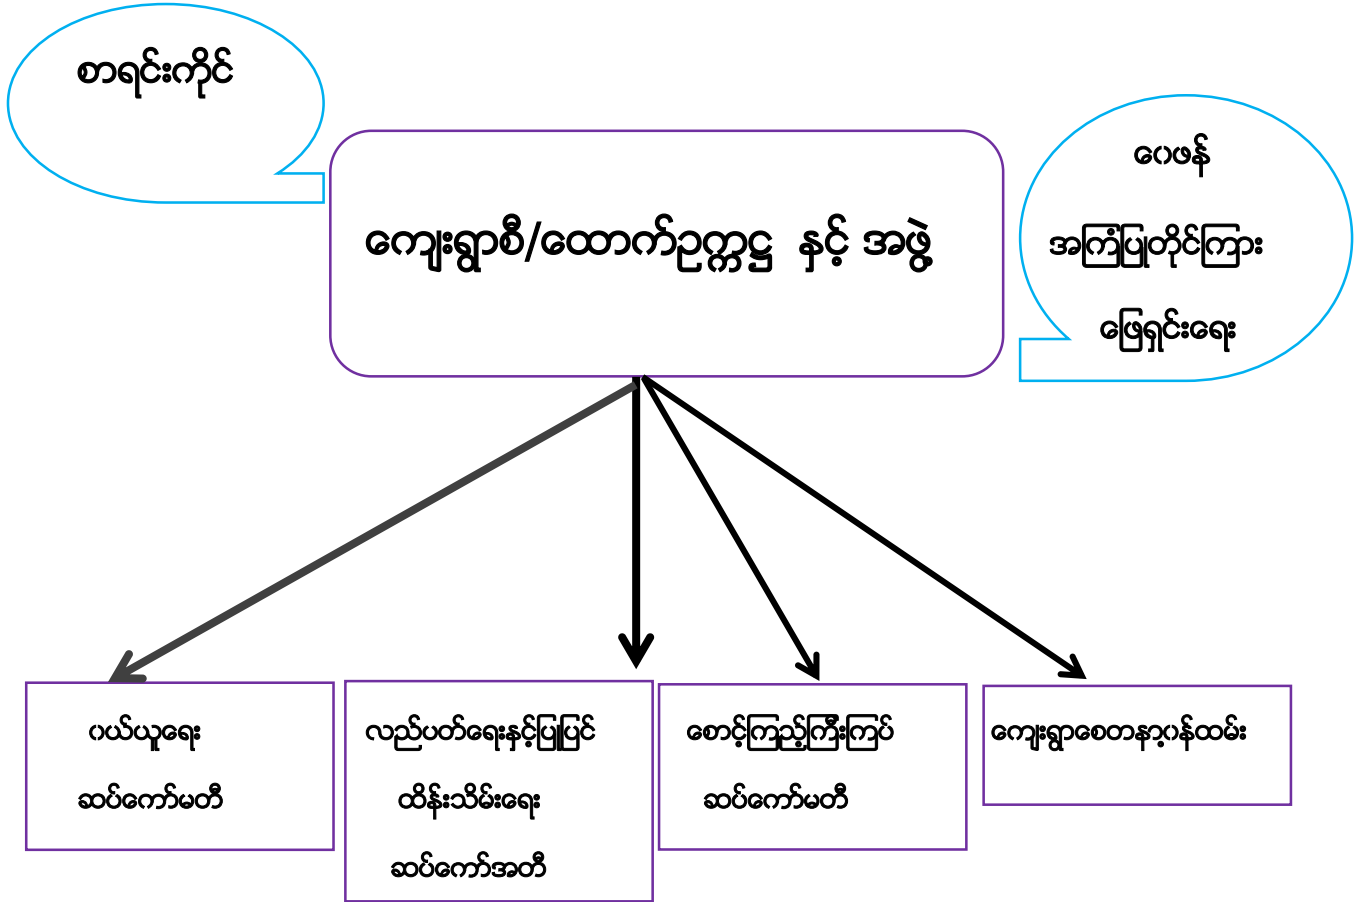 စာရင်းကိုင်
ကျေးရွာစီ/ထောက်ဥက္ကဋ္ဌ နှင့် အဖွဲ့
ဝေဖန်
အကြံပြုတိုင်ကြား
ဖြေရှင်းရေး
ဝယ်ယူရေး
ဆပ်ကော်မတီ
လည်ပတ်ရေးနှင့်ပြုပြင်
ထိန်းသိမ်းရေး
ဆပ်ကော်အတီ
စောင့်ကြည့်ကြီးကြပ်
ဆပ်ကော်မတီ
ကျေးရွာစေတနာ့ဝန်ထမ်း